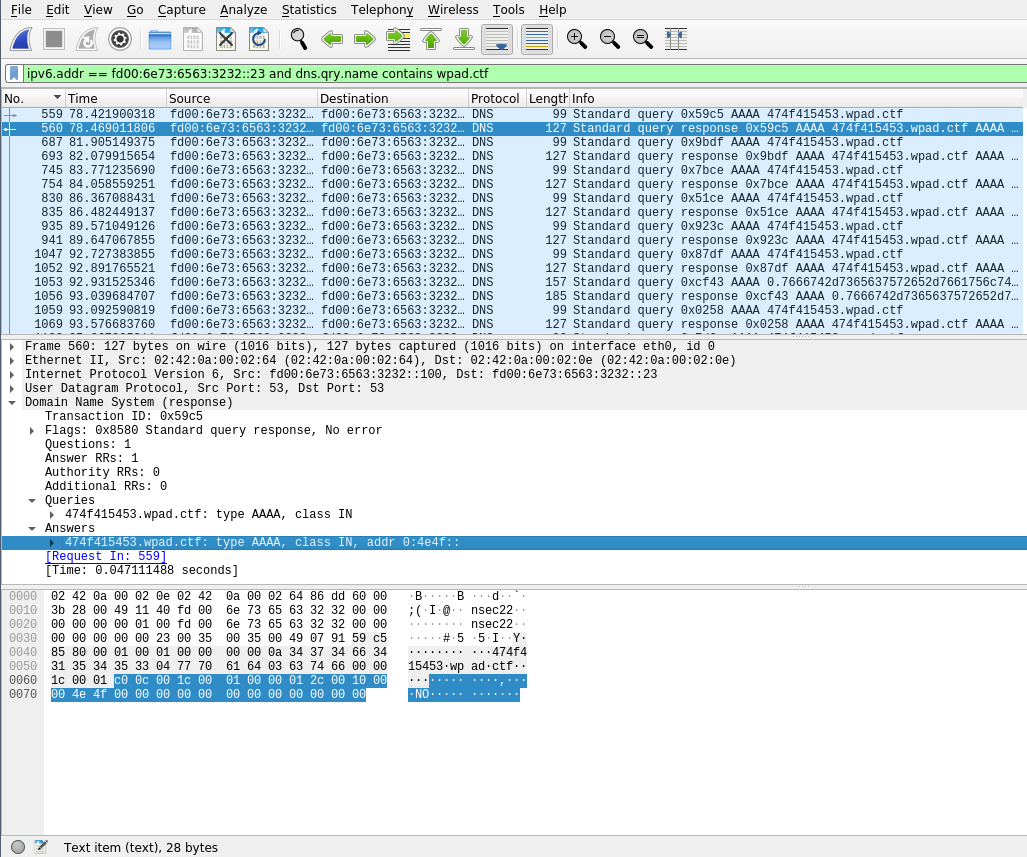 File Edit View Go Capture Analyze Statistics Telephony Wireless Tools Help
ipv6.addr == fd00:6e73:6563:3232::23 and dns.qry.name contains wpad.ctf
No. Time Source Destination Protocol Length Info
559 78.421900318 fd00:6e73:6563:3232… fd00:6e73:6563:3232… DNS 99 Standard query 0x59c5 AAAA 474f415453.wpad.ctf
560 78.469011806 fd00:6e73:6563:3232… fd00:6e73:6563:3232… DNS 127 Standard query response 0x59c5 AAAA 474f415453.wpad.ctf AAAA …
687 81.905149375 fd00:6e73:6563:3232… fd00:6e73:6563:3232… DNS 99 Standard query 0x9bdf AAAA 474f415453.wpad.ctf
693 82.079915654 fd00:6e73:6563:3232… fd00:6e73:6563:3232… DNS 127 Standard query response 0x9bdf AAAA 474f415453.wpad.ctf AAAA …
745 83.771235690 fd00:6e73:6563:3232… fd00:6e73:6563:3232… DNS 99 Standard query 0x7bce AAAA 474f415453.wpad.ctf
754 84.058559251 fd00:6e73:6563:3232… fd00:6e73:6563:3232… DNS 127 Standard query response 0x7bce AAAA 474f415453.wpad.ctf AAAA …
830 86.367088431 fd00:6e73:6563:3232… fd00:6e73:6563:3232… DNS 99 Standard query 0x51ce AAAA 474f415453.wpad.ctf
835 86.482449137 fd00:6e73:6563:3232… fd00:6e73:6563:3232… DNS 127 Standard query response 0x51ce AAAA 474f415453.wpad.ctf AAAA …
935 89.571049126 fd00:6e73:6563:3232… fd00:6e73:6563:3232… DNS 99 Standard query 0x923c AAAA 474f415453.wpad.ctf
941 89.647067855 fd00:6e73:6563:3232… fd00:6e73:6563:3232… DNS 127 Standard query response 0x923c AAAA 474f415453.wpad.ctf AAAA …
1047 92.727383855 fd00:6e73:6563:3232… fd00:6e73:6563:3232… DNS 99 Standard query 0x87df AAAA 474f415453.wpad.ctf
1052 92.891765521 fd00:6e73:6563:3232… fd00:6e73:6563:3232… DNS 127 Standard query response 0x87df AAAA 474f415453.wpad.ctf AAAA …
1053 92.931525346 fd00:6e73:6563:3232… fd00:6e73:6563:3232… DNS 157 Standard query 0xcf43 AAAA 0.7666742d7365637572652d7661756c74…
1056 93.039684707 fd00:6e73:6563:3232… fd00:6e73:6563:3232… DNS 185 Standard query response 0xcf43 AAAA 0.7666742d7365637572652d7…
1059 93.092590819 fd00:6e73:6563:3232… fd00:6e73:6563:3232… DNS 99 Standard query 0x0258 AAAA 474f415453.wpad.ctf
1069 93.576683760 fd00:6e73:6563:3232… fd00:6e73:6563:3232… DNS 127 Standard query response 0x0258 AAAA 474f415453.wpad.ctf AAAA …
Frame 560: 127 bytes on wire (1016 bits), 127 bytes captured (1016 bits) on interface eth0, id 0
Ethernet II, Src: 02:42:0a:00:02:64 (02:42:0a:00:02:64), Dst: 02:42:0a:00:02:0e (02:42:0a:00:02:0e)
Internet Protocol Version 6, Src: fd00:6e73:6563:3232::100, Dst: fd00:6e73:6563:3232::23
User Datagram Protocol, Src Port: 53, Dst Port: 53
Domain Name System (response)
Transaction ID: 0x59c5
Flags: 0x8580 Standard query response, No error
Questions: 1
Answer RRs: 1
Authority RRs: 0
Additional RRs: 0
Queries
474f415453.wpad.ctf: type AAAA, class IN
Answers
474f415453.wpad.ctf: type AAAA, class IN, addr 0:4e4f::
[Request In: 559]
[Time: 0.047111488 seconds]
0000 02 42 0a 00 02 0e 02 42 0a 00 02 64 86 dd 60 00 ·B·····B ···d··`·
0010 3b 28 00 49 11 40 fd 00 6e 73 65 63 32 32 00 00 ;(·I·@·· nsec22··
0020 00 00 00 00 01 00 fd 00 6e 73 65 63 32 32 00 00 ········ nsec22··
0030 00 00 00 00 00 23 00 35 00 35 00 49 07 91 59 c5 ·····#·5 ·5·I··Y·
0040 85 80 00 01 00 01 00 00 00 00 0a 34 37 34 66 34 ········ ···474f4
0050 31 35 34 35 33 04 77 70 61 64 03 63 74 66 00 00 15453·wp ad·ctf··
0060 1c 00 01 c0 0c 00 1c 00 01 00 00 01 2c 00 10 00 ········ ····,···
0070 00 4e 4f 00 00 00 00 00 00 00 00 00 00 00 00 ·NO····· ·······
Text item (text), 28 bytes